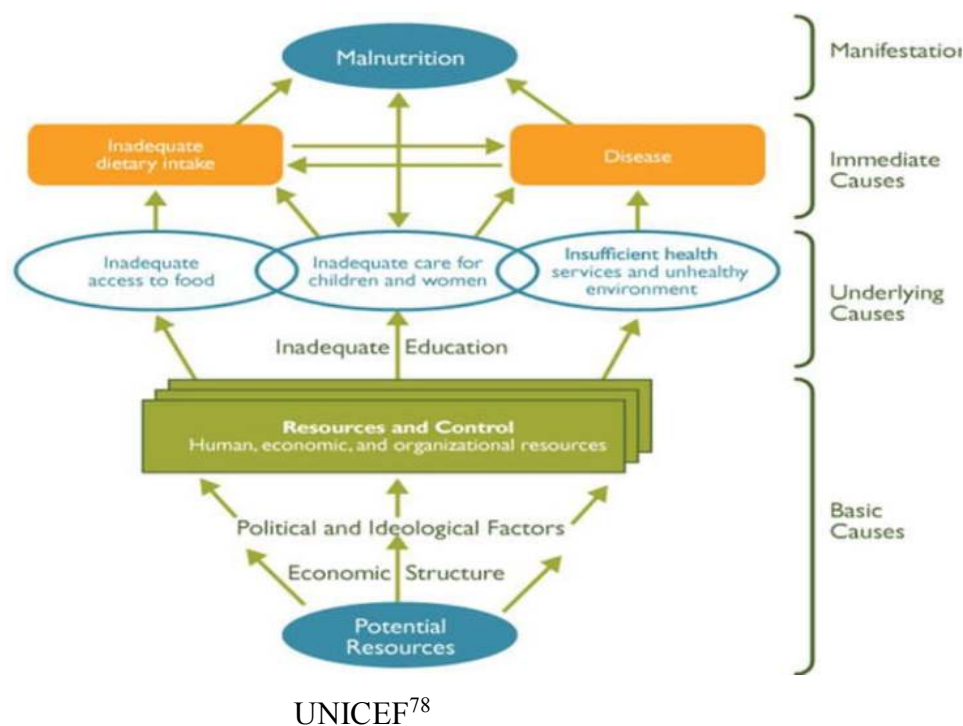 Malnutrition
Manifestation
Inadequate
dietary intake
Disease
Immediate
Causes
Inadequate
access to food
Inadequate care for
children and women
Insufficient health
services and unhealthy
environment
Underlying
Causes
Inadequate Education
Resources and Control
Human, economic, and organizational resources
Political and Ideological Factors
Basic
Causes
Economic Structure
Potential
Resources
UNICEF78